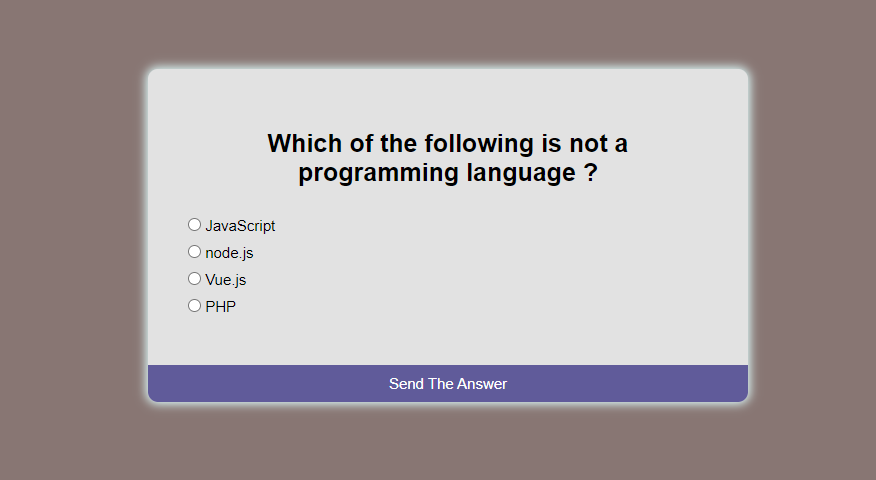 Which of the following is not a
programming language ?
JavaScript
node.js
Vue.js
PHP
Send The Answer